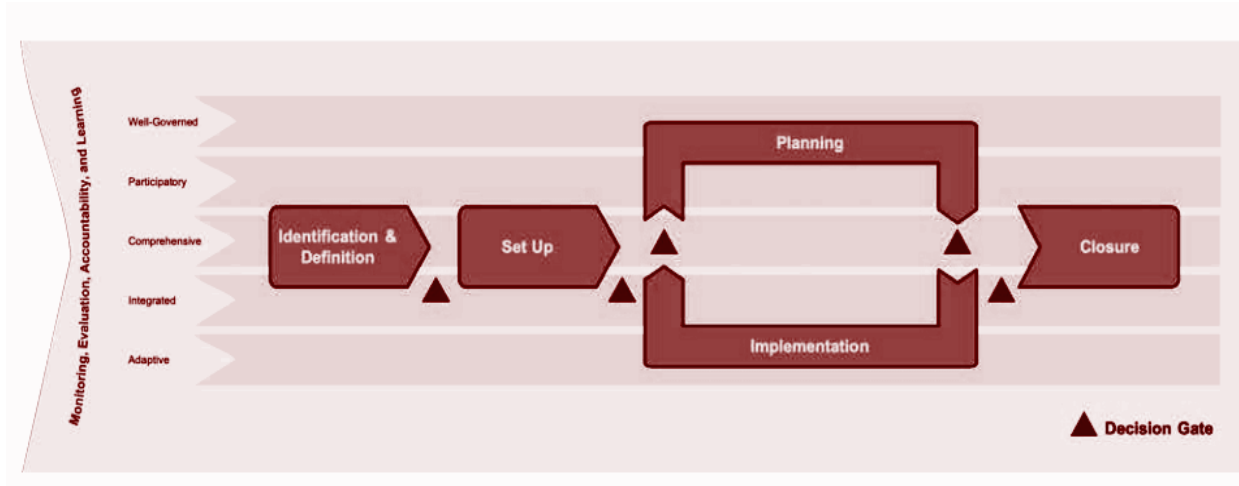 Monitoring, Evaluation, Accountability, and Learning
Well-Governed
Participatory
Comprehensive
Integrated
Adaptive
Identification &
Definition
Set Up
Planning
Implementation
Closure
Decision Gate